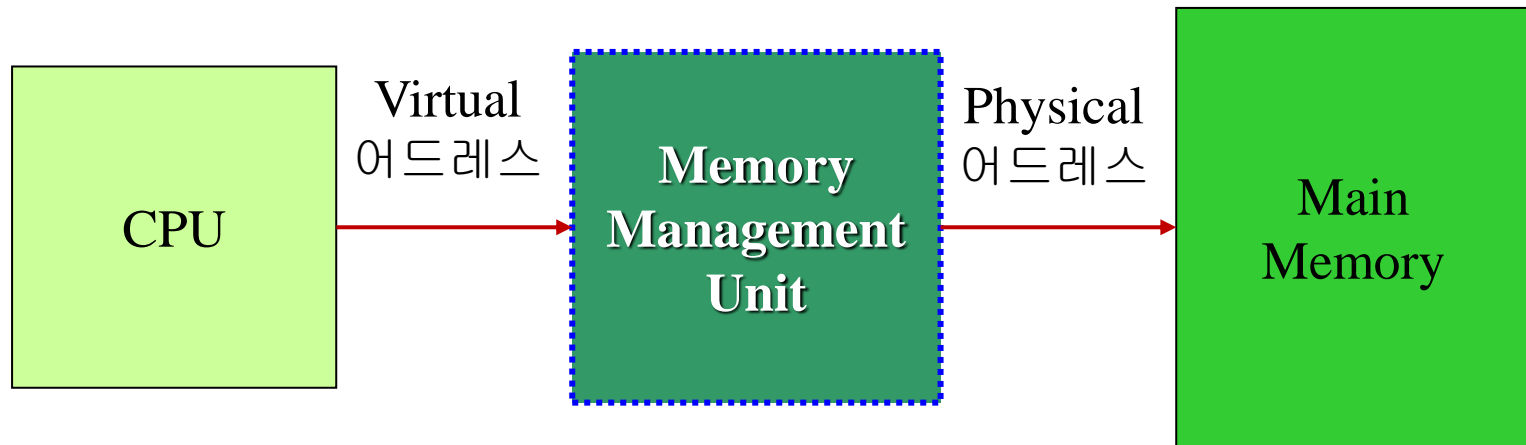 CPU
Virtual
어드레스
Memory
Management
Unit
Physical
어드레스
Main
Memory